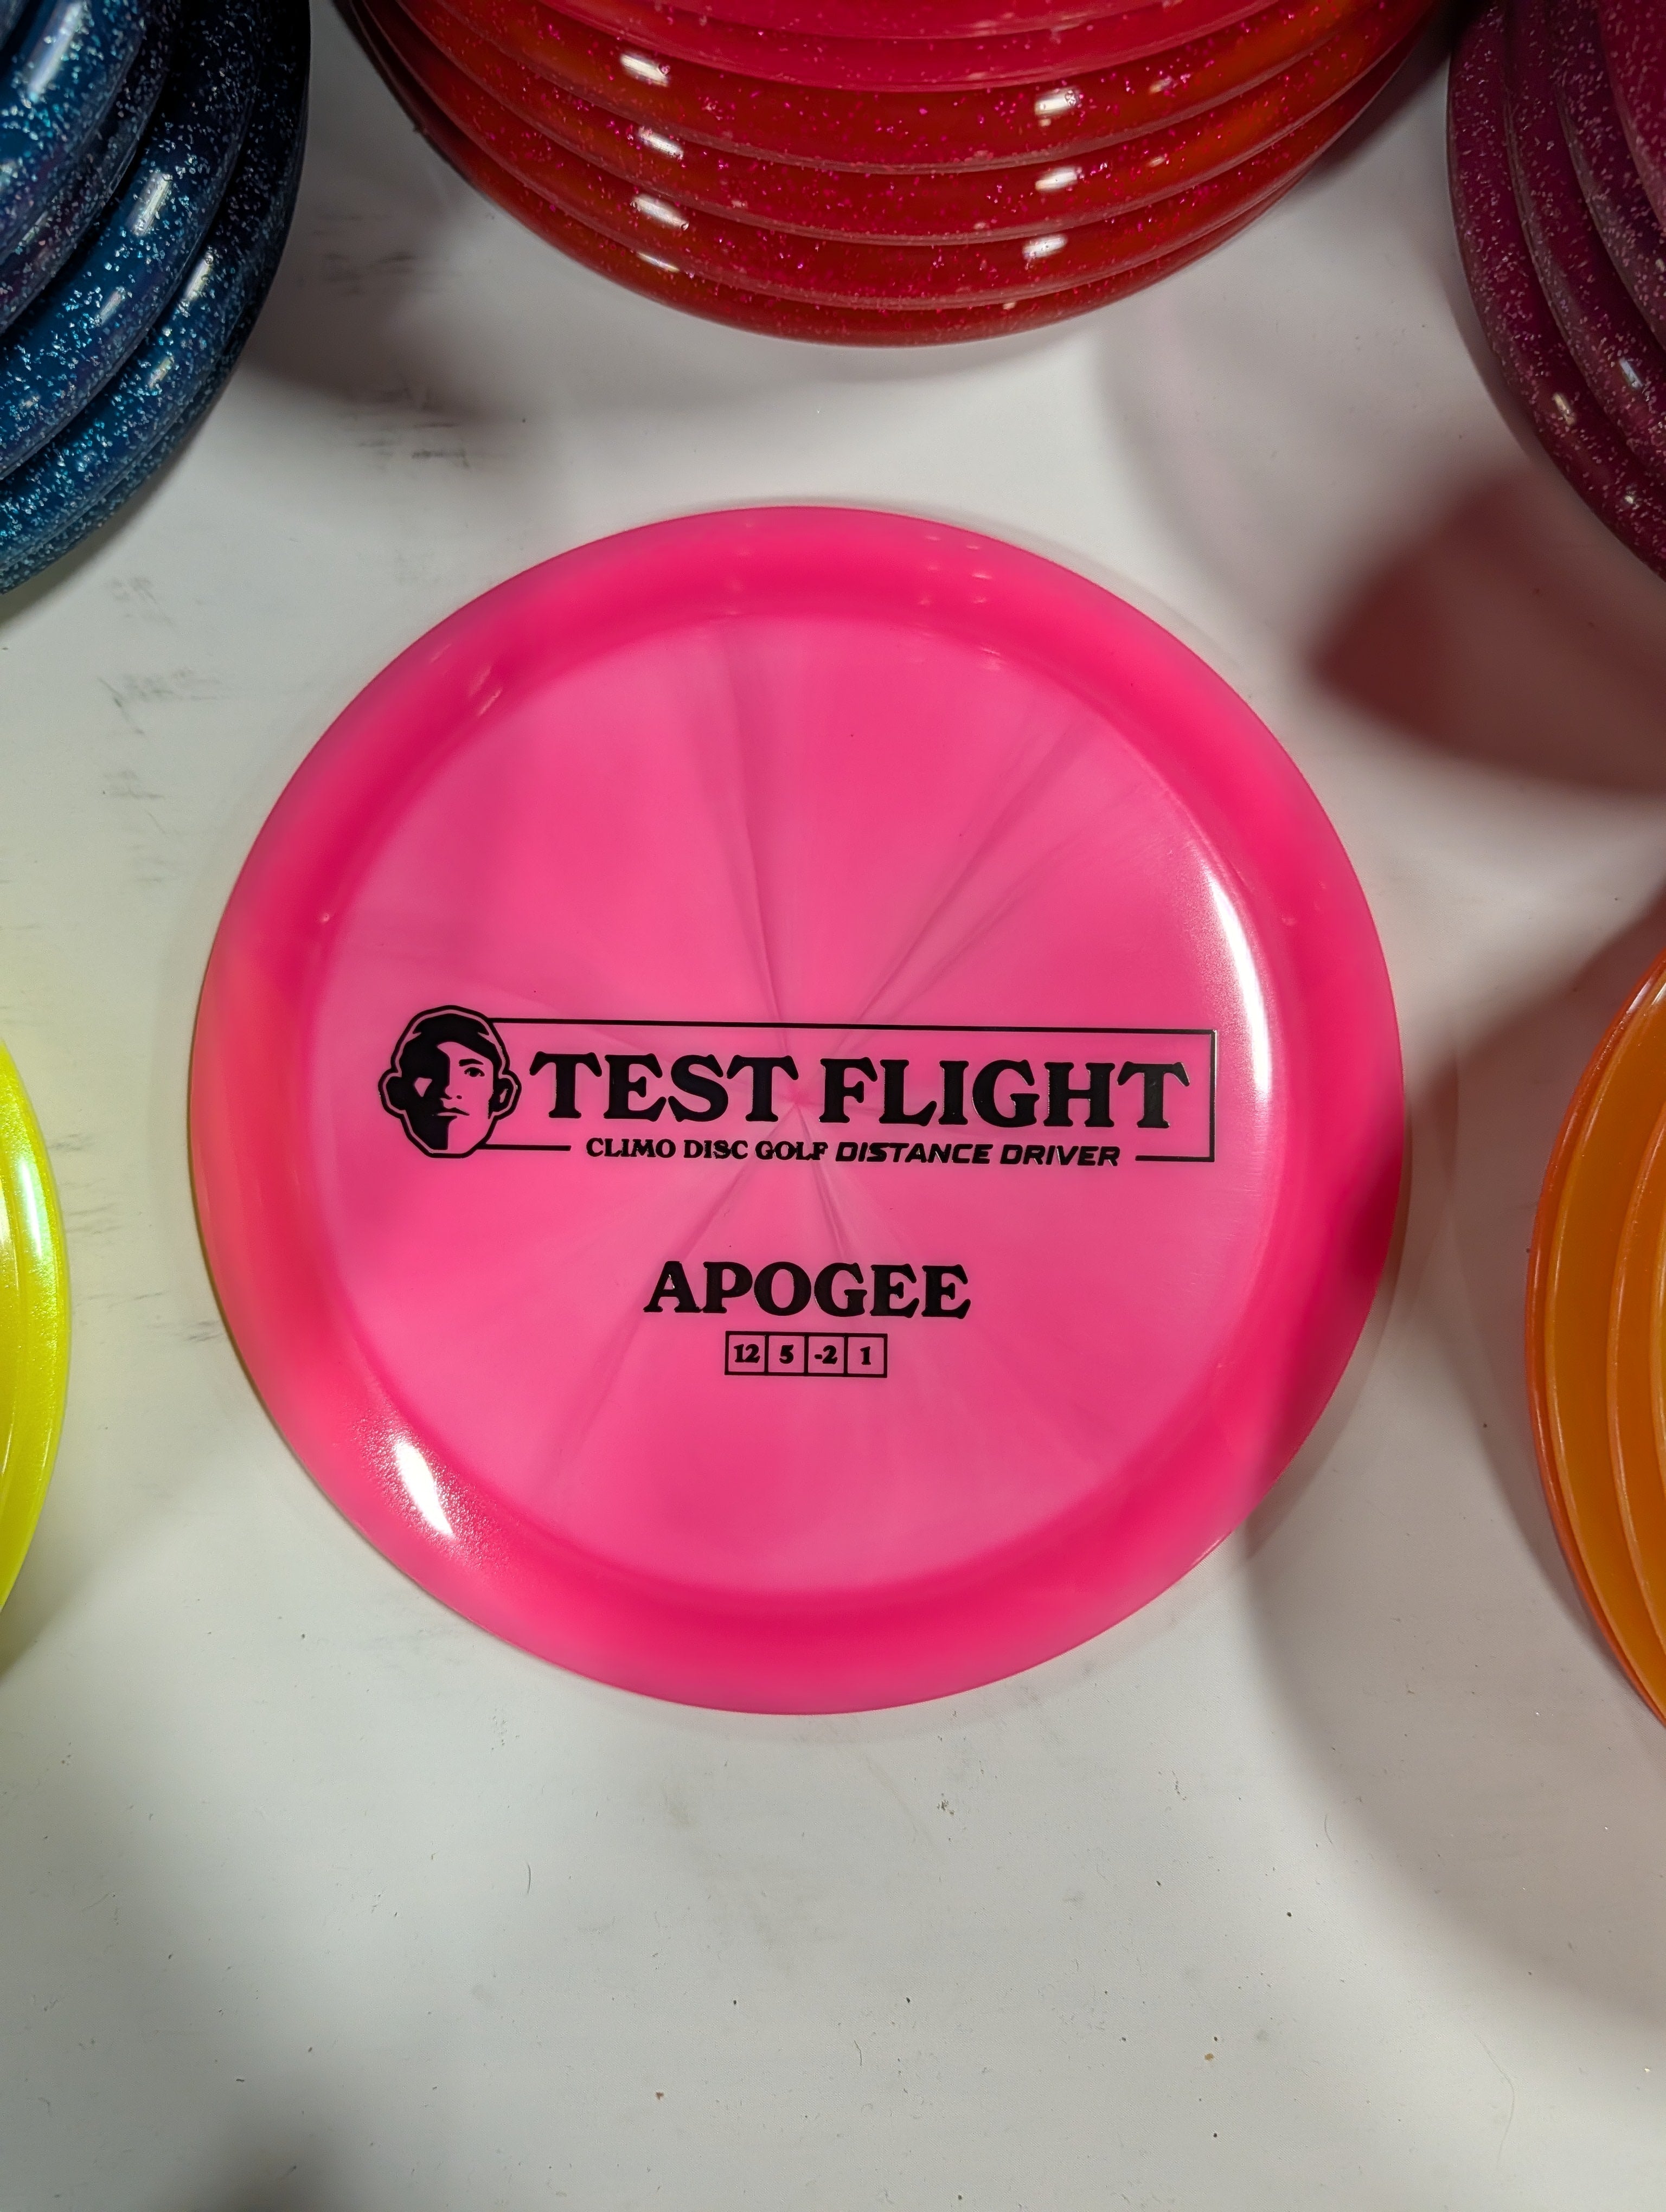 TEST FLIGHT
CLIMO DISC GOLF DISTANCE DRIVER
APOGEE
12 5 -2 1